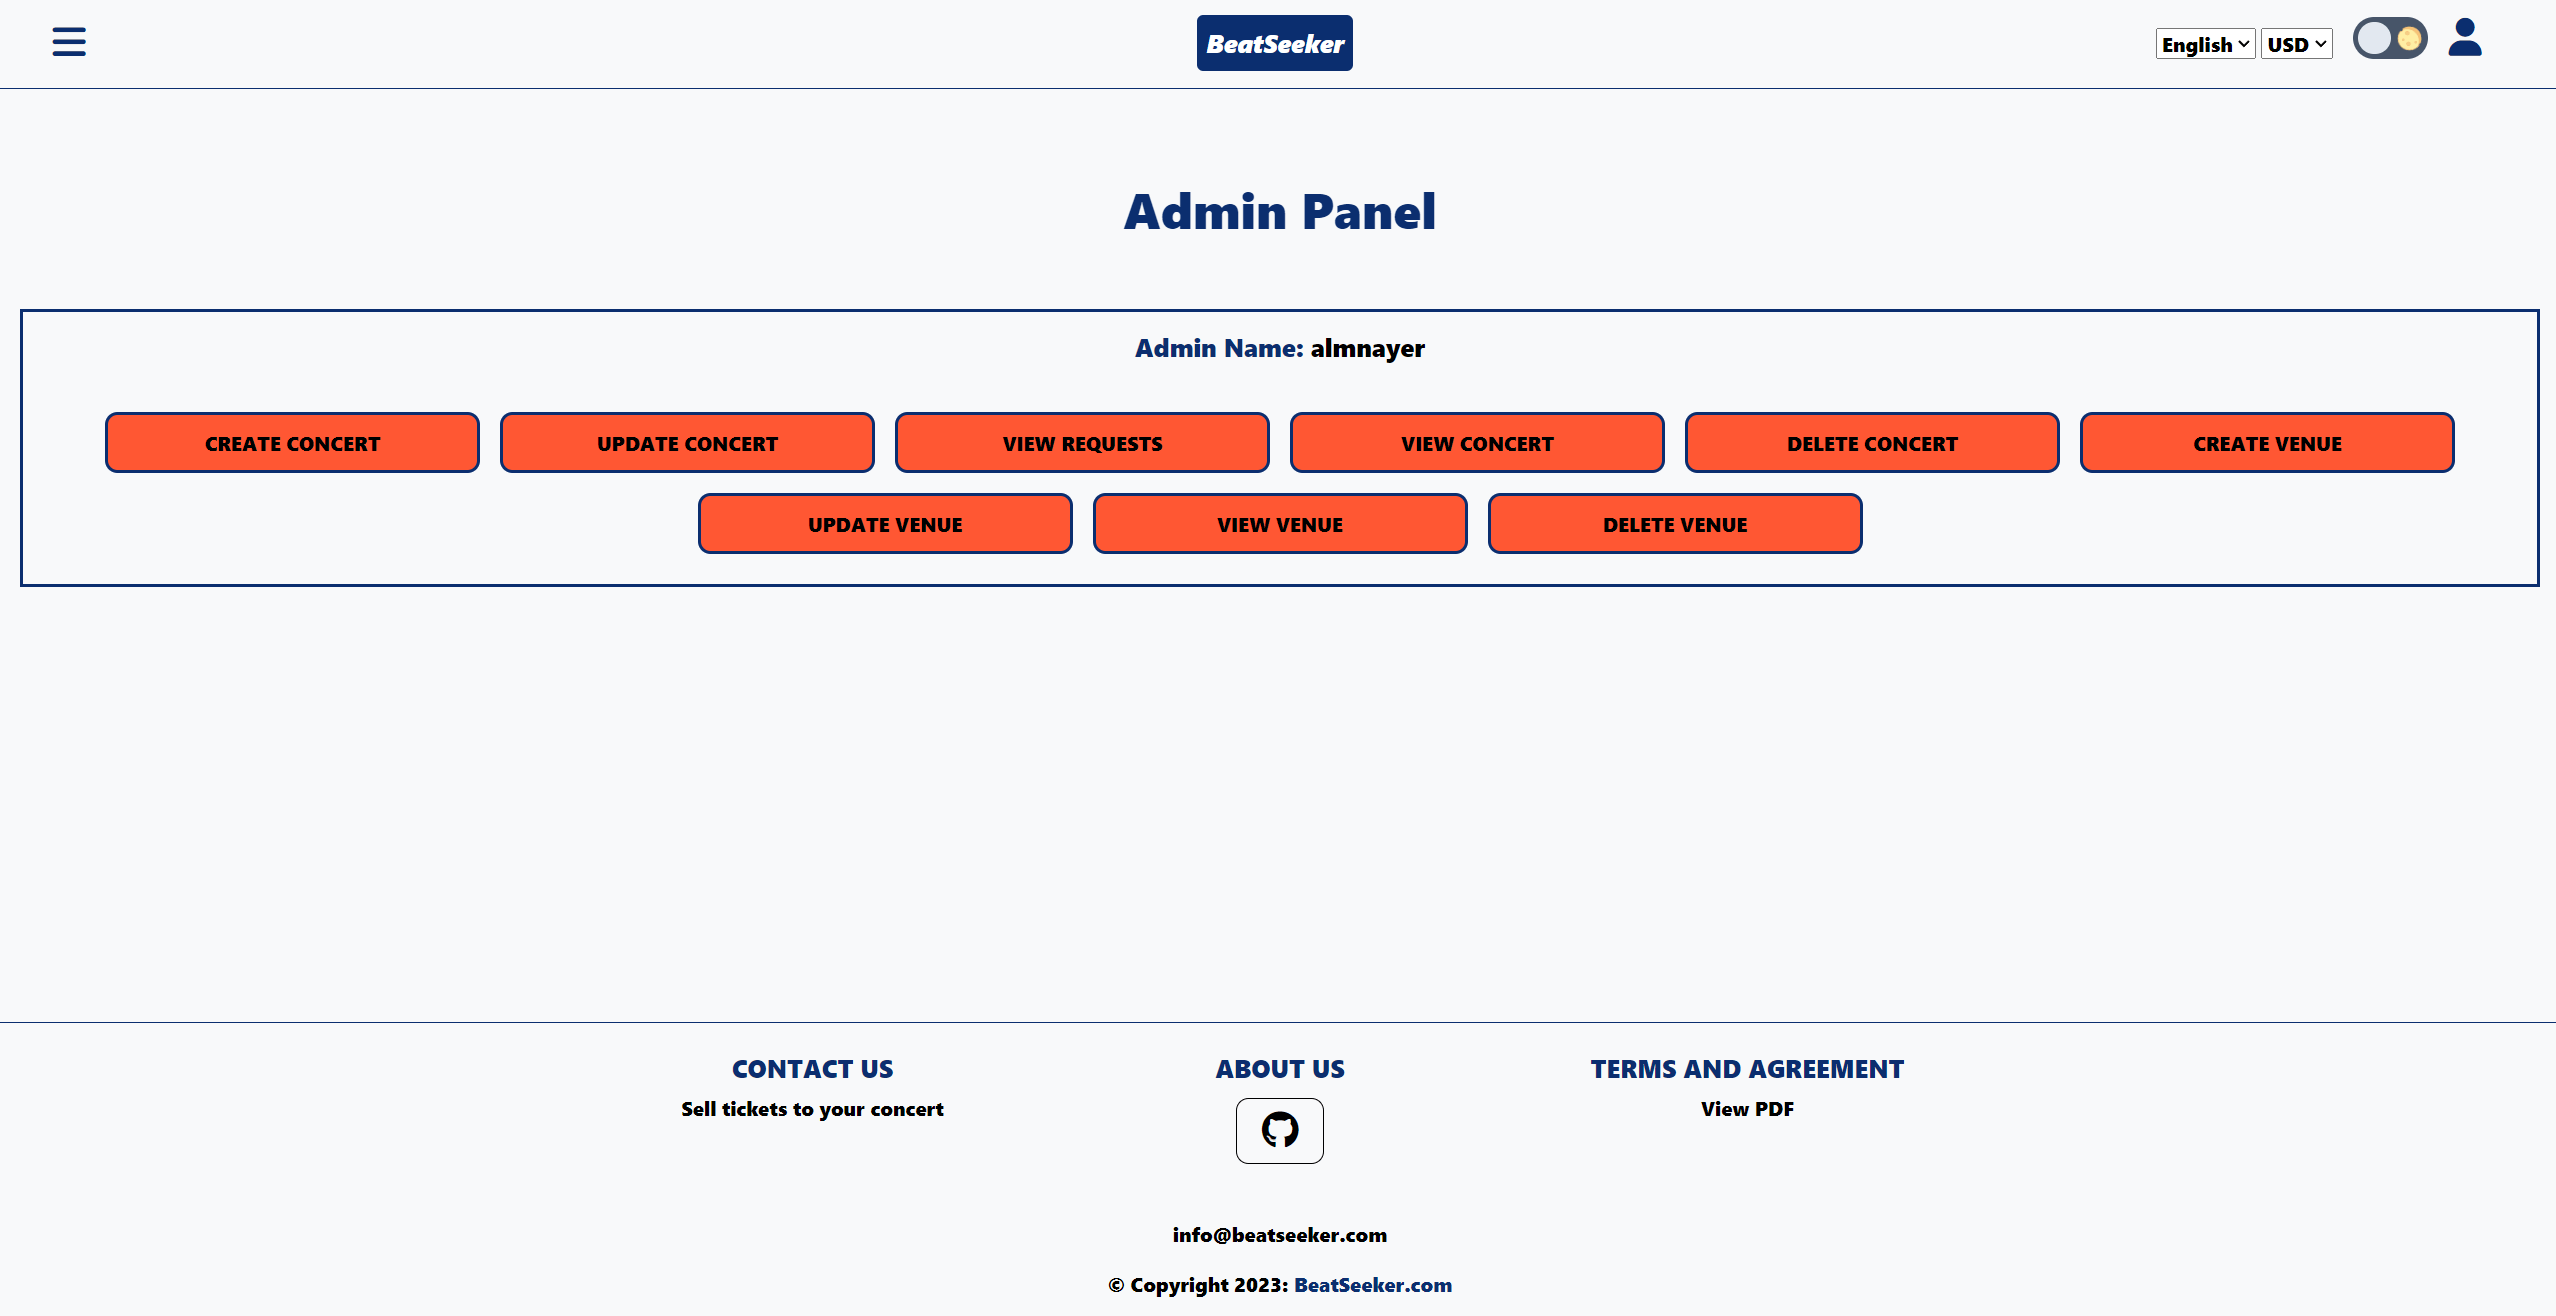 BeatSeeker
English USD
Admin Panel
Admin Name: almnayer
CREATE CONCERT UPDATE CONCERT VIEW REQUESTS VIEW CONCERT DELETE CONCERT CREATE VENUE
UPDATE VENUE VIEW VENUE DELETE VENUE
CONTACT US ABOUT US TERMS AND AGREEMENT
Sell tickets to your concert View PDF
info@beatseeker.com
© Copyright 2023: BeatSeeker.com